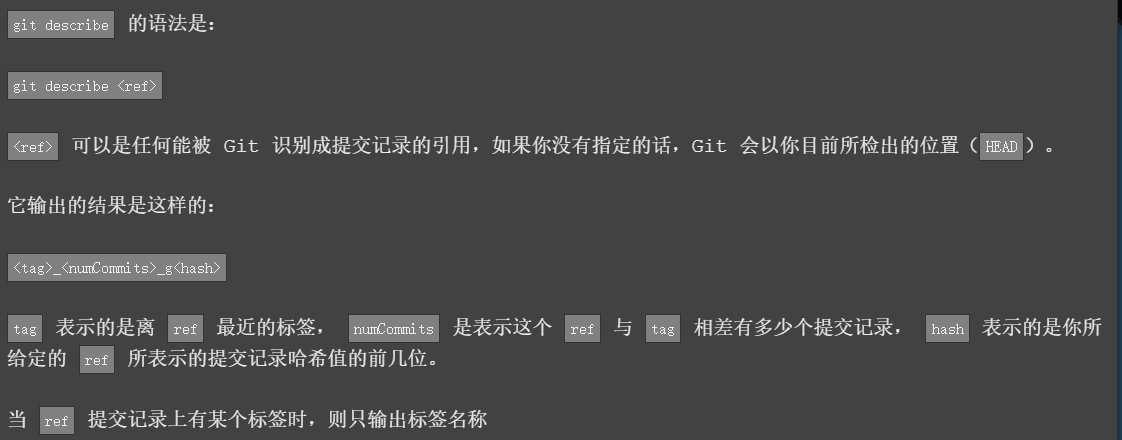 git describe 的语法是：
git describe <ref>
<ref> 可以是任何能被 Git 识别成提交记录的引用，如果你没有指定的话，Git 会以你目前所检出的位置（HEAD）。
它输出的结果是这样的：
<tag>_<numCommits>_g<hash>
tag 表示的是离 ref 最近的标签， numCommits 是表示这个 ref 与 tag 相差有多少个提交记录， hash 表示的是你所
给定的 ref 所表示的提交记录哈希值的前几位。
当 ref 提交记录上有某个标签时，则只输出标签名称